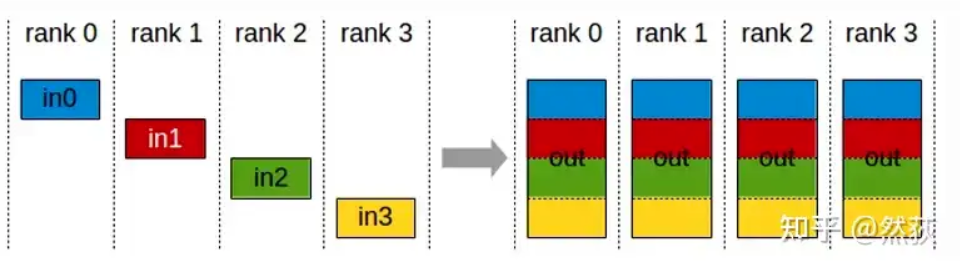 rank 0 rank 1 rank 2 rank 3 rank 0 rank 1 rank 2 rank 3
in0
in1
out out out out
in2
in3
知乎 @然荻